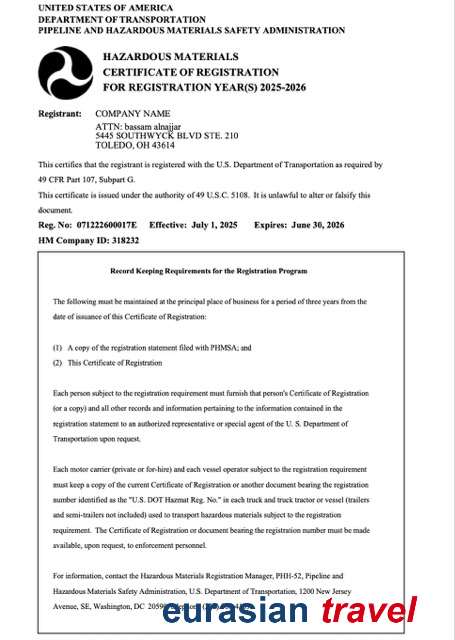 UNITED STATES OF AMERICA
DEPARTMENT OF TRANSPORTATION
PIPELINE AND HAZARDOUS MATERIALS SAFETY ADMINISTRATION
HAZARDOUS MATERIALS
CERTIFICATE OF REGISTRATION
FOR REGISTRATION YEAR(S) 2025-2026
Registrant: COMPANY NAME
ATTN: bassam alnajjar
5445 SOUTHWYCK BLVD STE. 210
TOLEDO, OH 43614
This certifies that the registrant is registered with the U.S. Department of Transportation as required by
49 CFR Part 107, Subpart G.
This certificate is issued under the authority of 49 U.S.C. 5108. It is unlawful to alter or falsify this
document.
Reg. No: 071222600017E Effective: July 1, 2025 Expires: June 30, 2026
HM Company ID: 318232
Record Keeping Requirements for the Registration Program
The following must be maintained at the principal place of business for a period of three years from the
date of issuance of this Certificate of Registration:
(1) A copy of the registration statement filed with PHMSA; and
(2) This Certificate of Registration
Each person subject to the registration requirement must furnish that person's Certificate of Registration
(or a copy) and all other records and information pertaining to the information contained in the
registration statement to an authorized representative or special agent of the U. S. Department of
Transportation upon request.
Each motor carrier (private or for-hire) and each vessel operator subject to the registration requirement
must keep a copy of the current Certificate of Registration or another document bearing the registration
number identified as the "U.S. DOT Hazmat Reg. No." in each truck and truck tractor or vessel (trailers
and semi-trailers not included) used to transport hazardous materials subject to the registration
requirement. The Certificate of Registration or document bearing the registration number must be made
available, upon request, to enforcement personnel.
For information, contact the Hazardous Materials Registration Manager, PHH-52, Pipeline and
Hazardous Materials Safety Administration, U.S. Department of Transportation, 1200 New Jersey
Avenue, SE, Washington, DC 20590
eurasian travel